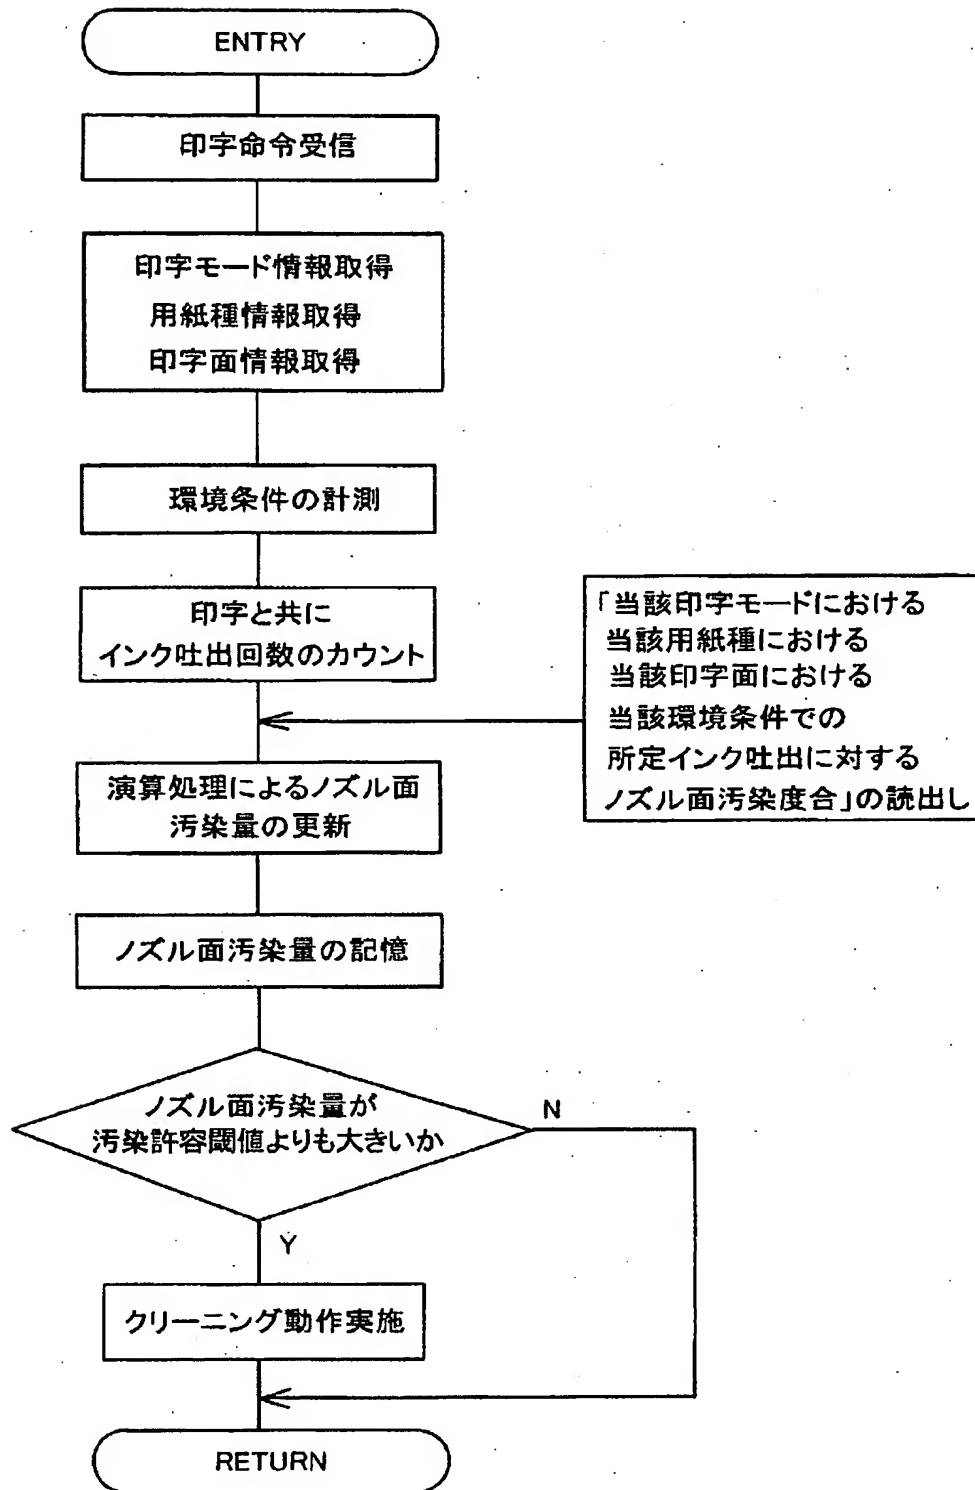 ENTRY
印字命令受信
印字モード情報取得
用紙種情報取得
印字面情報取得
環境条件の計測
印字と共に
インク吐出回数のカウント
「当該印字モードにおける
当該用紙種における
当該印字面における
当該環境条件での
所定インク吐出に対する
ノズル面汚染度合」の読出し
演算処理によるノズル面
汚染量の更新
ノズル面汚染量の記憶
ノズル面汚染量が
汚染許容閾値よりも大きいか
N
Y
クリーニング動作実施
RETURN